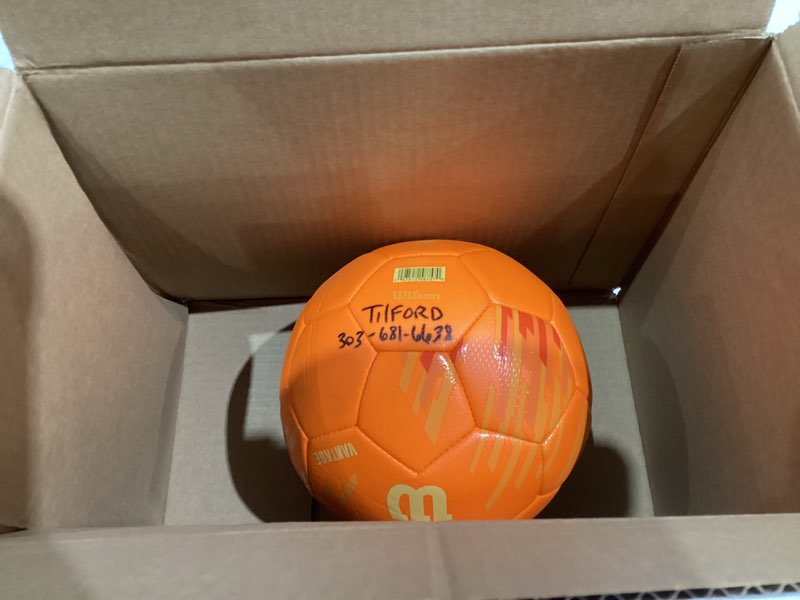 Wilson
TilFORD
303-681-6638
VANTAGE
W